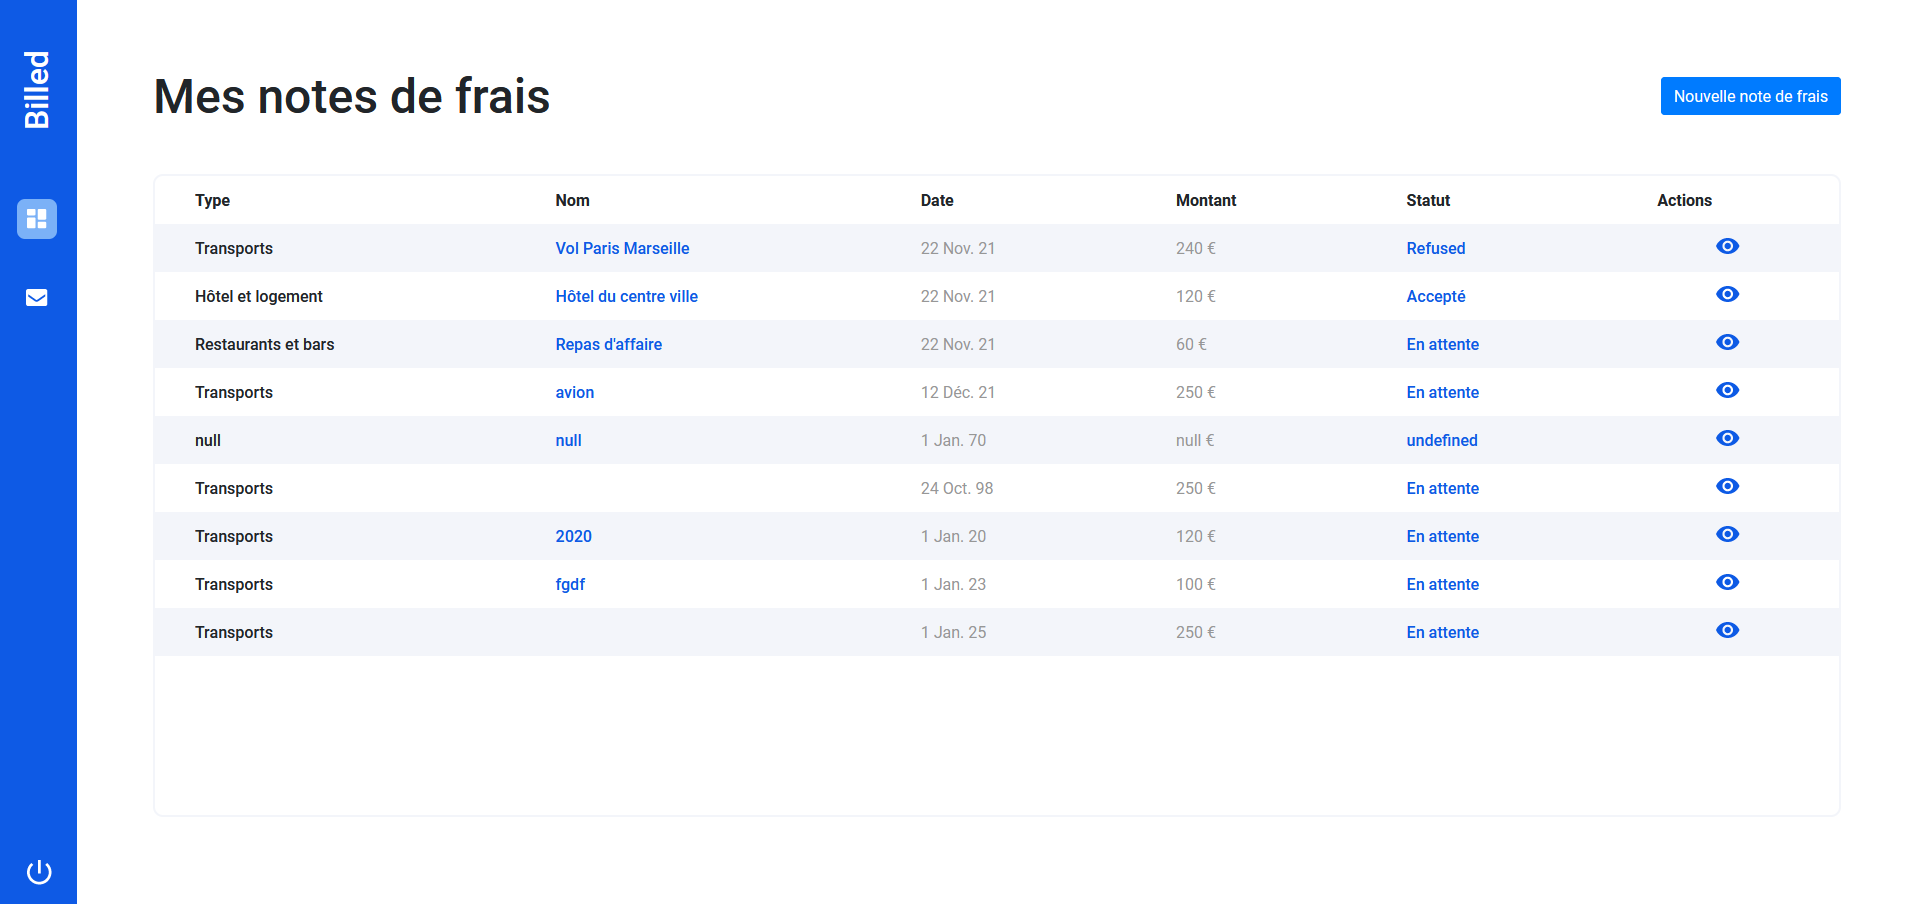 Billed
Mes notes de frais
Nouvelle note de frais
Type Nom Date Montant Statut Actions
Transports Vol Paris Marseille 22 Nov. 21 240 € Refused
Hôtel et logement Hôtel du centre ville 22 Nov. 21 120 € Accepté
Restaurants et bars Repas d'affaire 22 Nov. 21 60 € En attente
Transports avion 12 Déc. 21 250 € En attente
null null 1 Jan. 70 null € undefined
Transports 24 Oct. 98 250 € En attente
Transports 2020 1 Jan. 20 120 € En attente
Transports fgdf 1 Jan. 23 100 € En attente
Transports 1 Jan. 25 250 € En attente